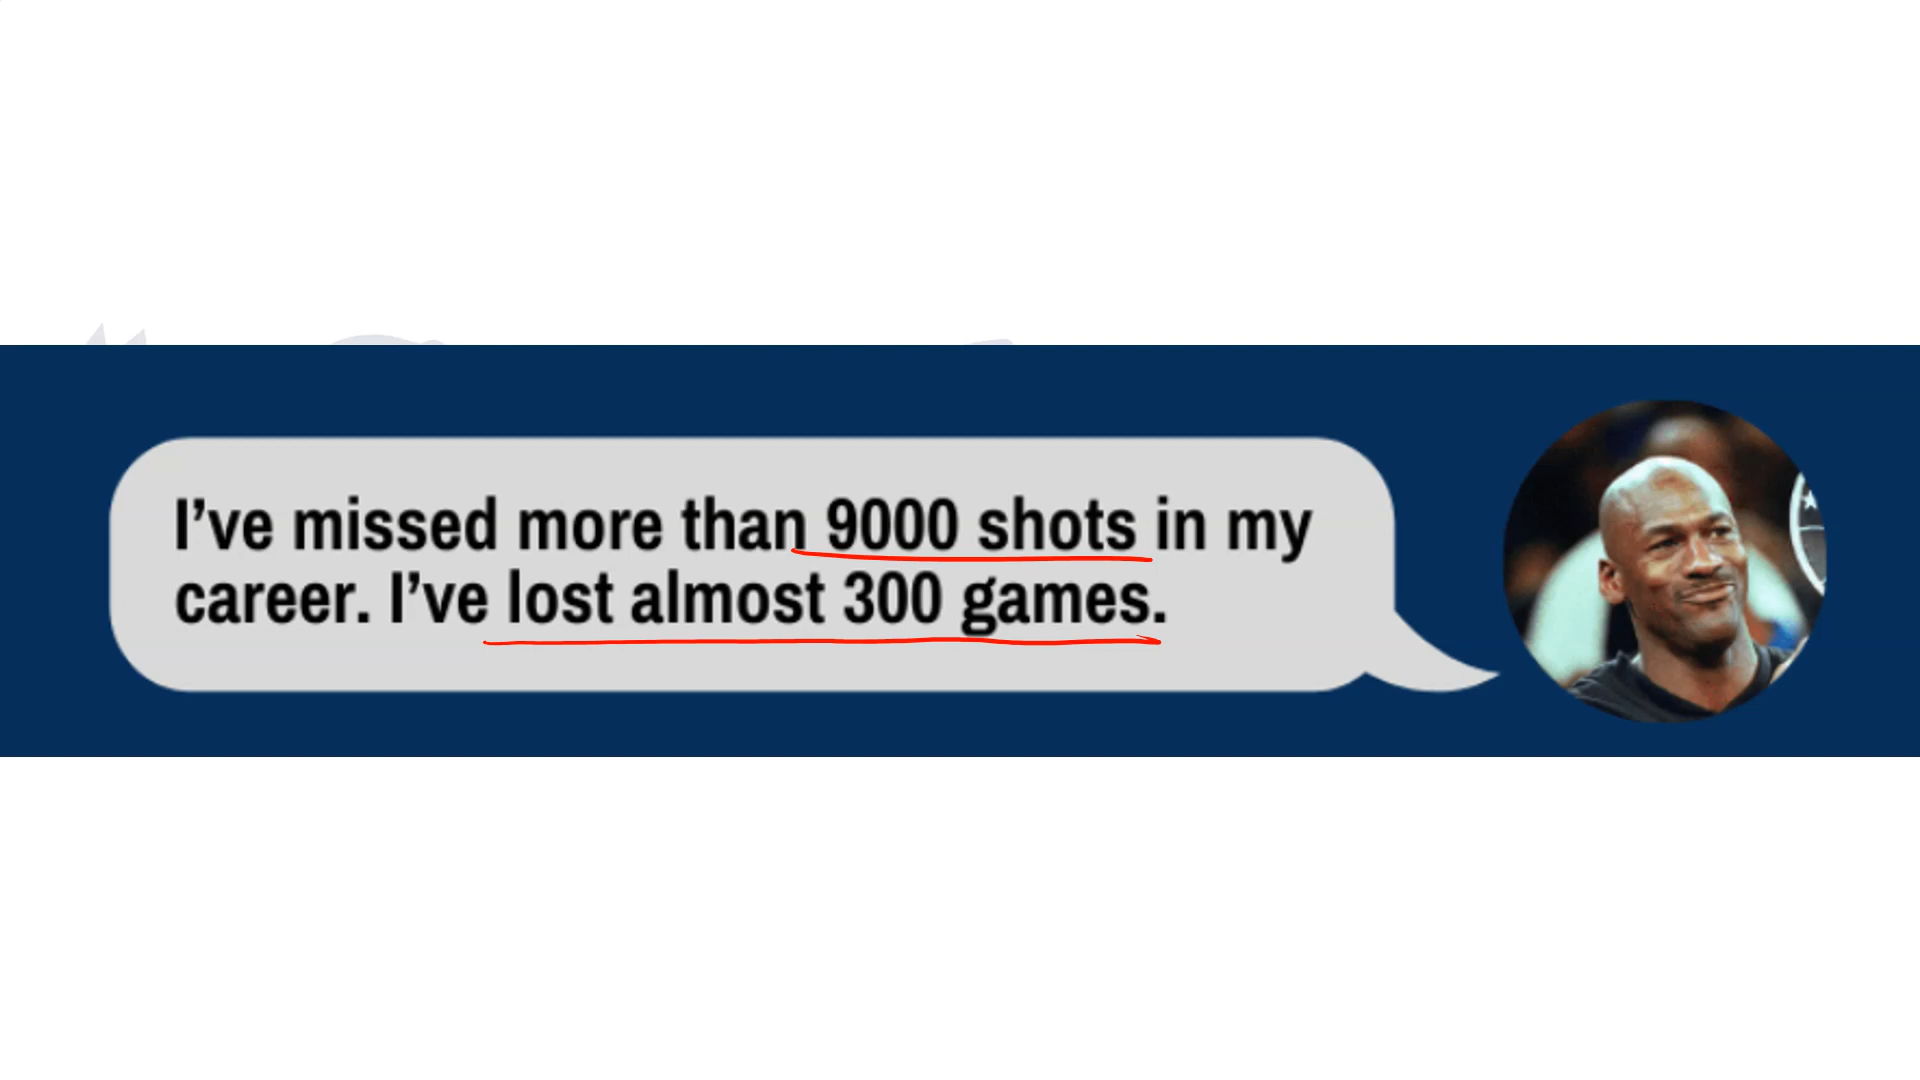 I’ve missed more than 9000 shots in my
career. I’ve lost almost 300 games.